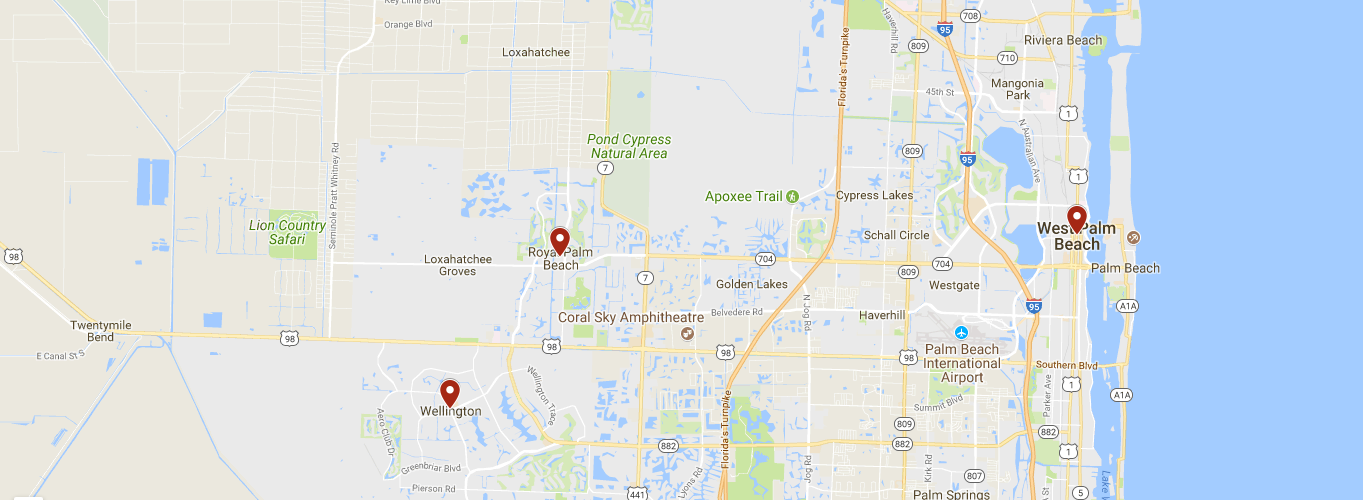 Key Lime Blvd
Orange Blvd
Loxahatchee
Haverhill Rd
708
95
809
710
Riviera Beach
Florida's Turnpike
45th St
Mangonia
Park
1
N Australian Ave
Pond Cypress
Natural Area
7
809
95
1
Seminole Pratt Whitney Rd
Apoxee Trail
Cypress Lakes
Lion Country
Safari
98
Royal Palm
Beach
Schall Circle
West Palm
Beach
Loxahatchee
Groves
704
809
704
Palm Beach
7
Golden Lakes
Westgate
95
A1A
Coral Sky Amphitheatre
Belvedere Rd
N Jog Rd
Haverhill
Twentymile
Bend
E Canal St S
98
98
98
98
Palm Beach
International
Airport
Southern Blvd
Parker Ave
1
A1A
Wellington
Wellington Trace
Aero Club Dr
Florida's Turnpike
Summit Blvd
809
882
882
882
1
Greenbriar Blvd
Pierson Rd
441
Lyons Rd
Jog Rd
Kirk Rd
807
Palm Springs
5
Lake